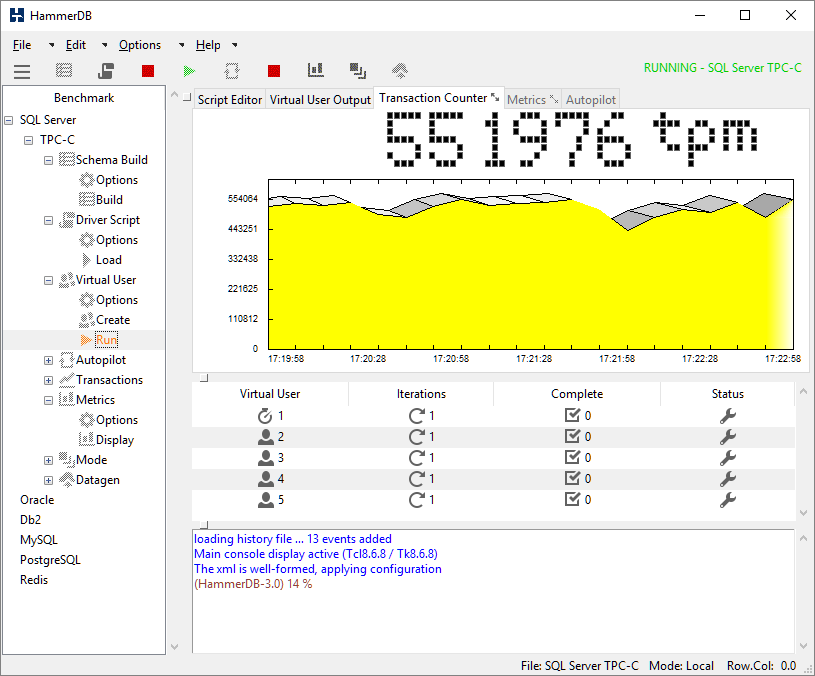 HammerDB
File Edit Options Help
RUNNING - SQL Server TPC-C
Benchmark
SQL Server
TPC-C
Schema Build
Options
Build
Driver Script
Options
Load
Virtual User
Options
Create
Run
Autopilot
Transactions
Metrics
Options
Display
Mode
Datagen
Oracle
Db2
MySQL
PostgreSQL
Redis
Script Editor Virtual User Output Transaction Counter Metrics Autopilot
551976 tpm
554064
443251
332438
221625
110812
0
17:19:58 17:20:28 17:20:58 17:21:28 17:21:58 17:22:28 17:22:58
Virtual User Iterations Complete Status
1 1 0
2 1 0
3 1 0
4 1 0
5 1 0
loading history file ... 13 events added
Main console display active (Tcl8.6.8 / Tk8.6.8)
The xml is well-formed, applying configuration
(HammerDB-3.0) 14 %
File: SQL Server TPC-C Mode: Local Row.Col: 0.0